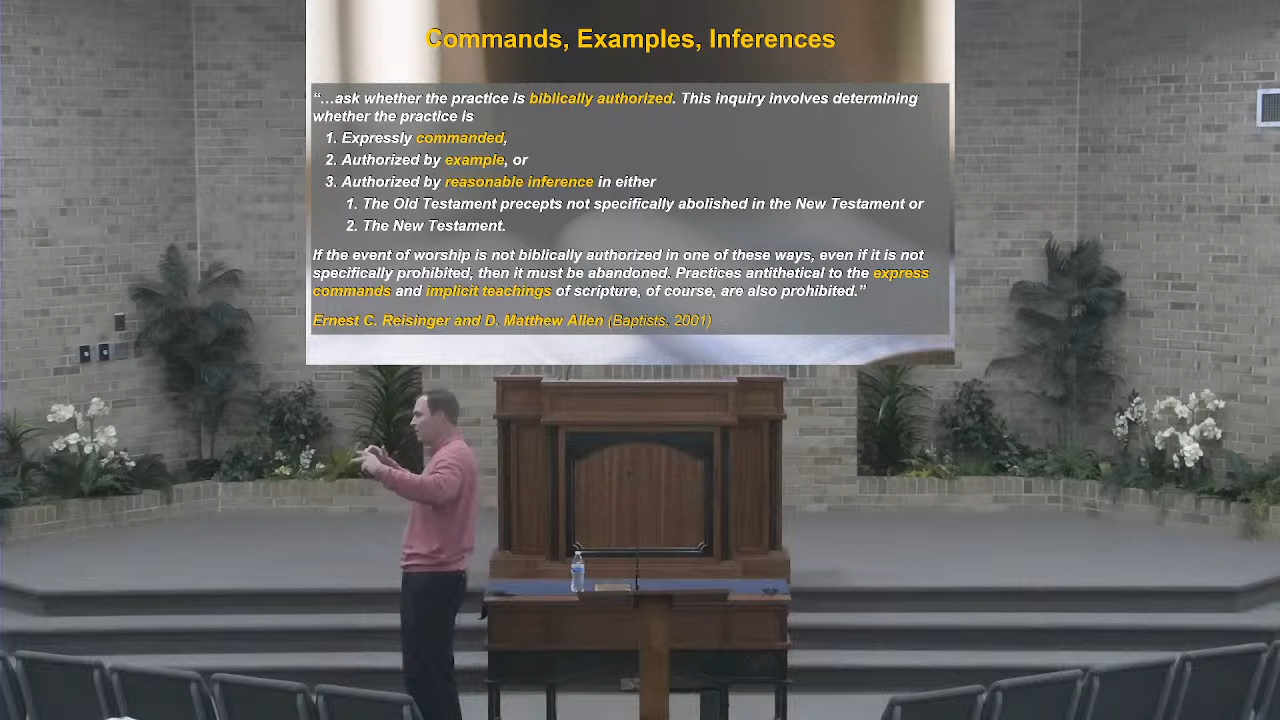 Commands, Examples, Inferences
“…ask whether the practice is biblically authorized. This inquiry involves determining
whether the practice is
1. Expressly commanded,
2. Authorized by example, or
3. Authorized by reasonable inference in either
1. The Old Testament precepts not specifically abolished in the New Testament or
2. The New Testament.
If the event of worship is not biblically authorized in one of these ways, even if it is not
specifically prohibited, then it must be abandoned. Practices antithetical to the express
commands and implicit teachings of scripture, of course, are also prohibited.”
Ernest C. Reisinger and D. Matthew Allen (Baptists, 2001)